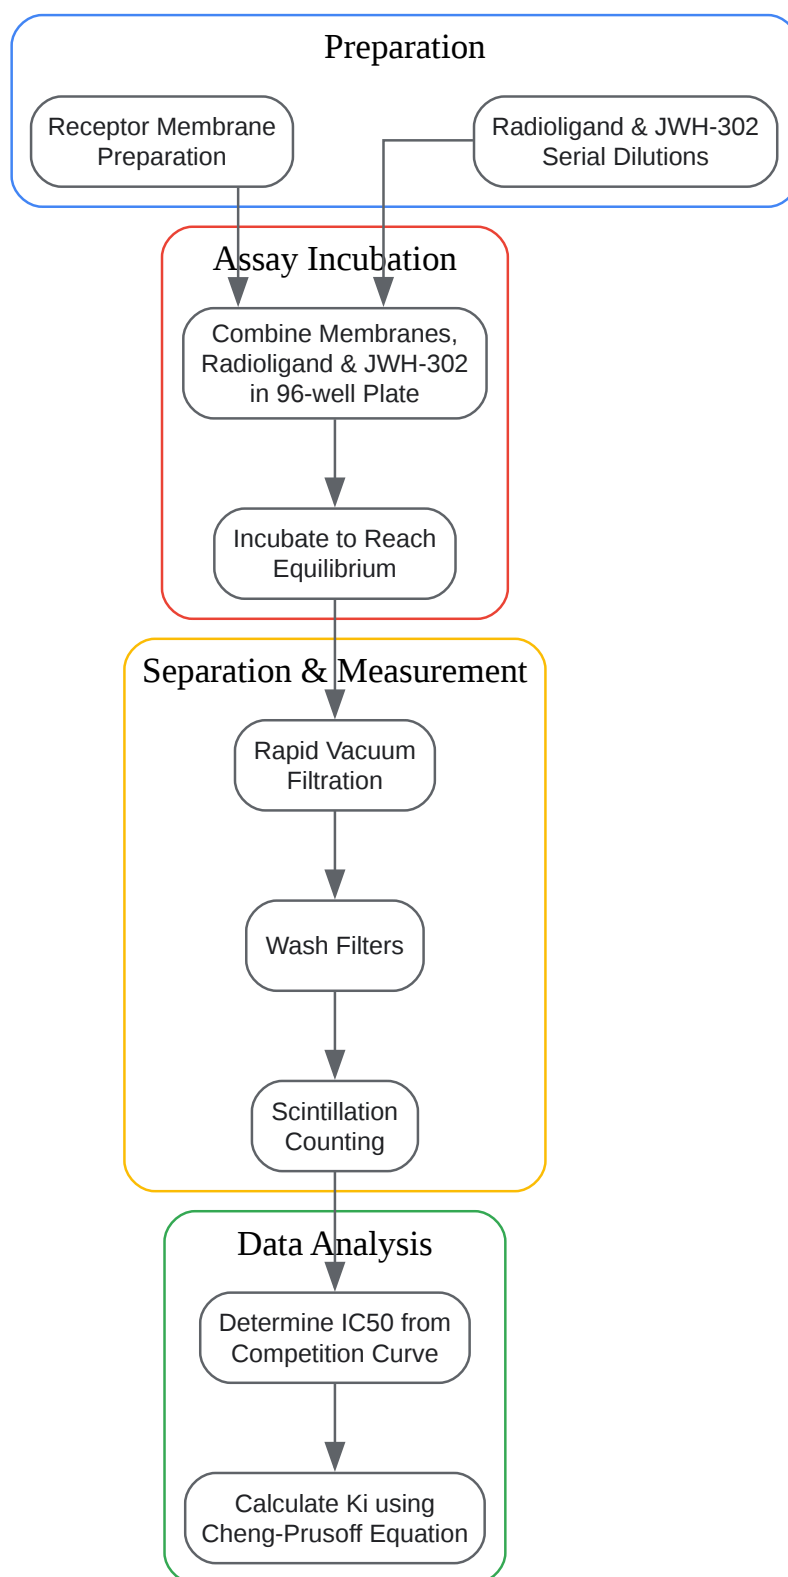 Preparation
Receptor Membrane
Preparation
Radioligand & JWH-302
Serial Dilutions
Assay Incubation
Combine Membranes,
Radioligand & JWH-302
in 96-well Plate
Incubate to Reach
Equilibrium
Separation & Measurement
Rapid Vacuum
Filtration
Wash Filters
Scintillation
Counting
Data Analysis
Determine IC50 from
Competition Curve
Calculate Ki using
Cheng-Prusoff Equation